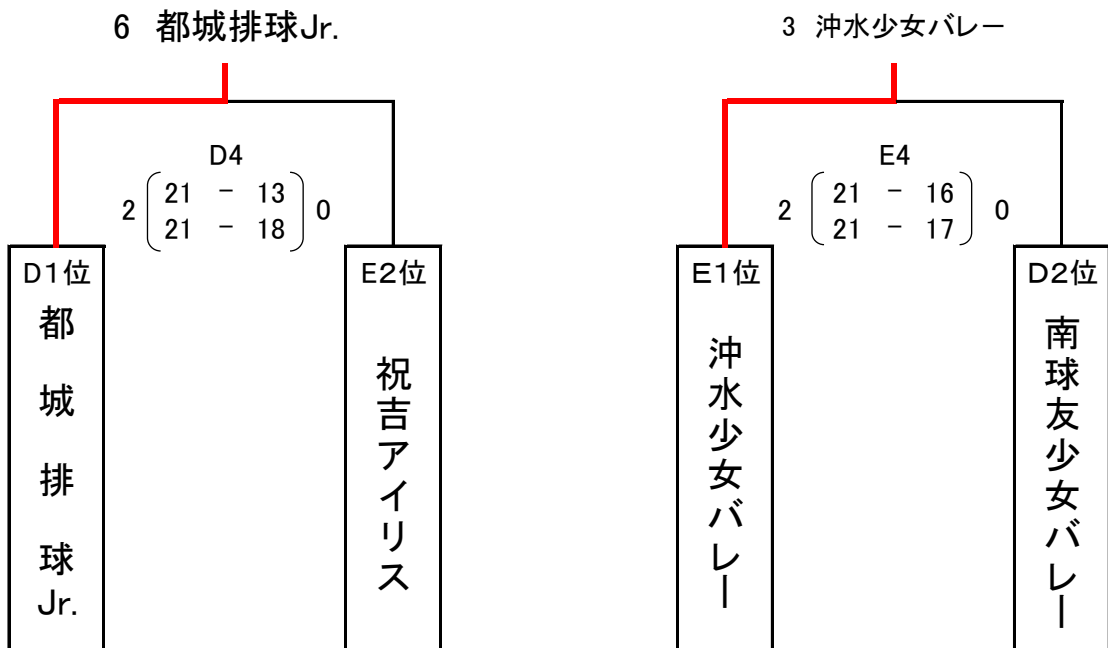 6 都城排球Jr.
3 沖水少女バレー
D4
2 21 - 13 0
21 - 18
E4
2 21 - 16 0
21 - 17
D1位
都城排球Jr.
E2位
祝吉アイリス
E1位
沖水少女バレー
D2位
南球友少女バレー